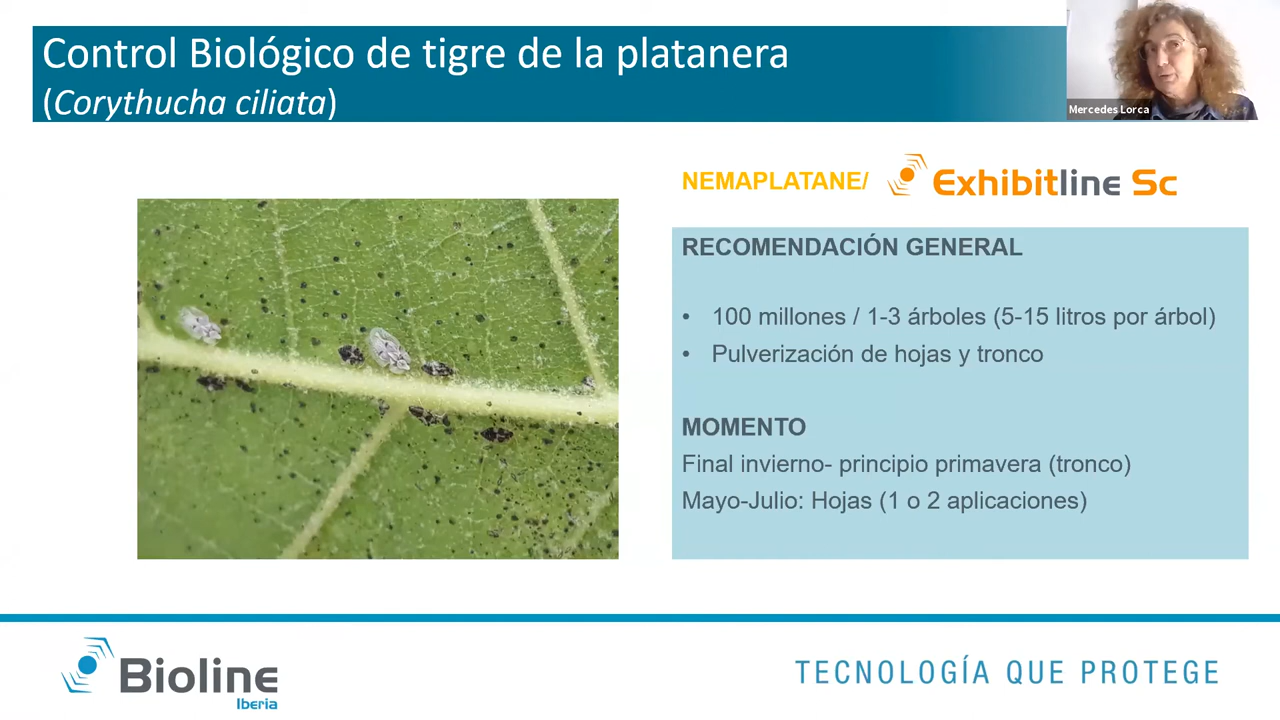 Control Biológico de tigre de la platanera
(Corythucha ciliata)
Mercedes Lorca
NEMAPLATANE/ Exhibitline Sc
RECOMENDACIÓN GENERAL
• 100 millones / 1-3 árboles (5-15 litros por árbol)
• Pulverización de hojas y tronco
MOMENTO
Final invierno- principio primavera (tronco)
Mayo-Julio: Hojas (1 o 2 aplicaciones)
Bioline
Iberia
TECNOLOGÍA QUE PROTEGE